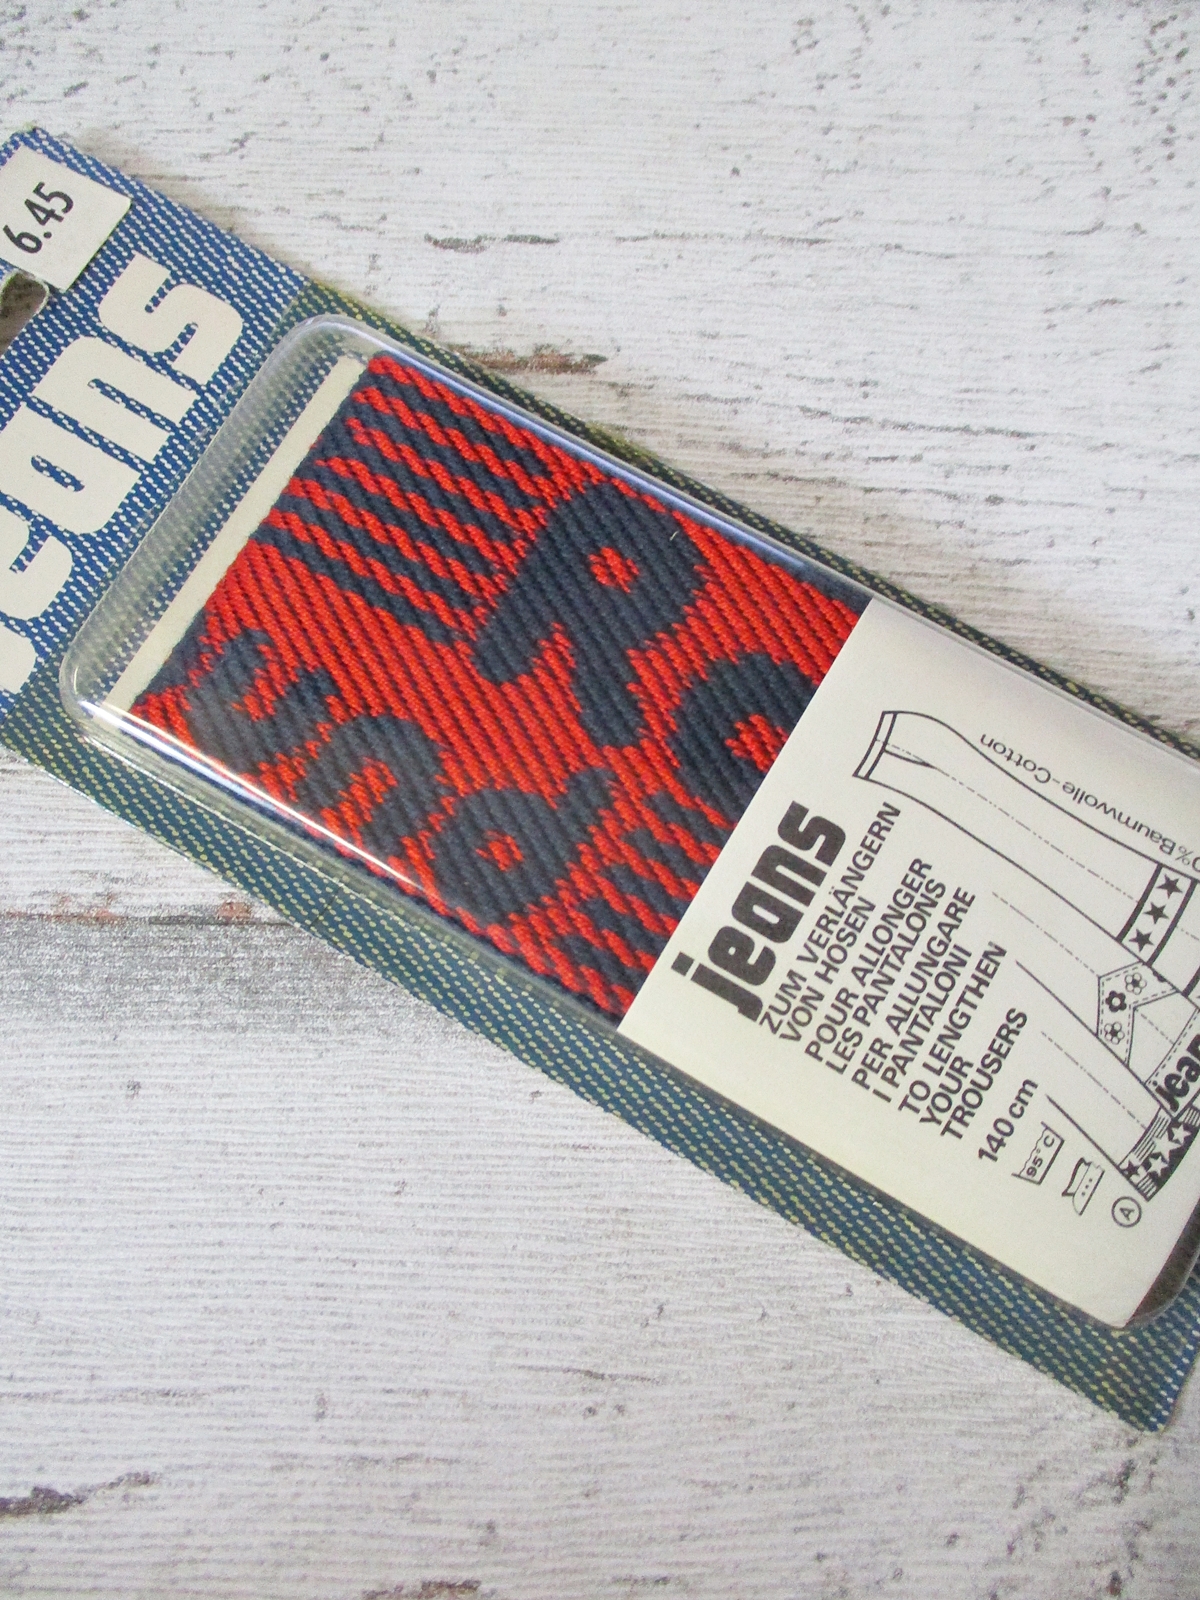 6.45
jeans
jeans
ZUM VERLÄNGERN
VON HOSEN
POUR ALLONGER
LES PANTALONS
PER ALLUNGARE
I PANTALONI
TO LENGTHEN
YOUR
TROUSERS
140 cm
95°C
A
% Baumwolle-Cotton
jean